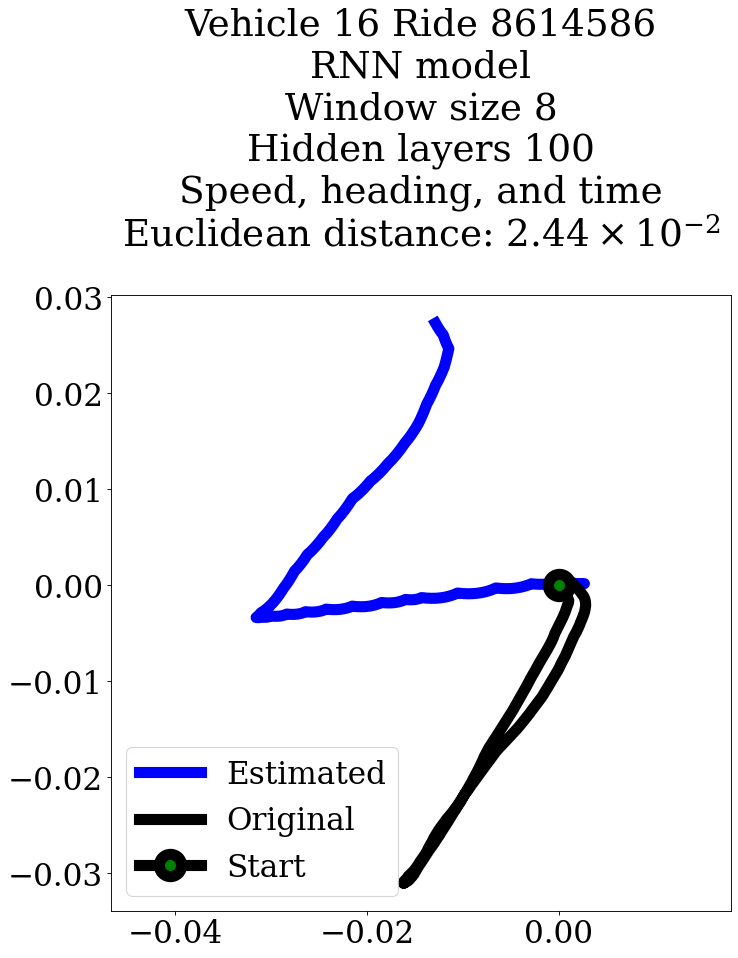 Vehicle 16 Ride 8614586
RNN model
Window size 8
Hidden layers 100
Speed, heading, and time
Euclidean distance: 2.44 × 10⁻²
0.03
0.02
0.01
0.00
−0.01
−0.02
−0.03
Estimated
Original
Start
−0.04
−0.02
0.00